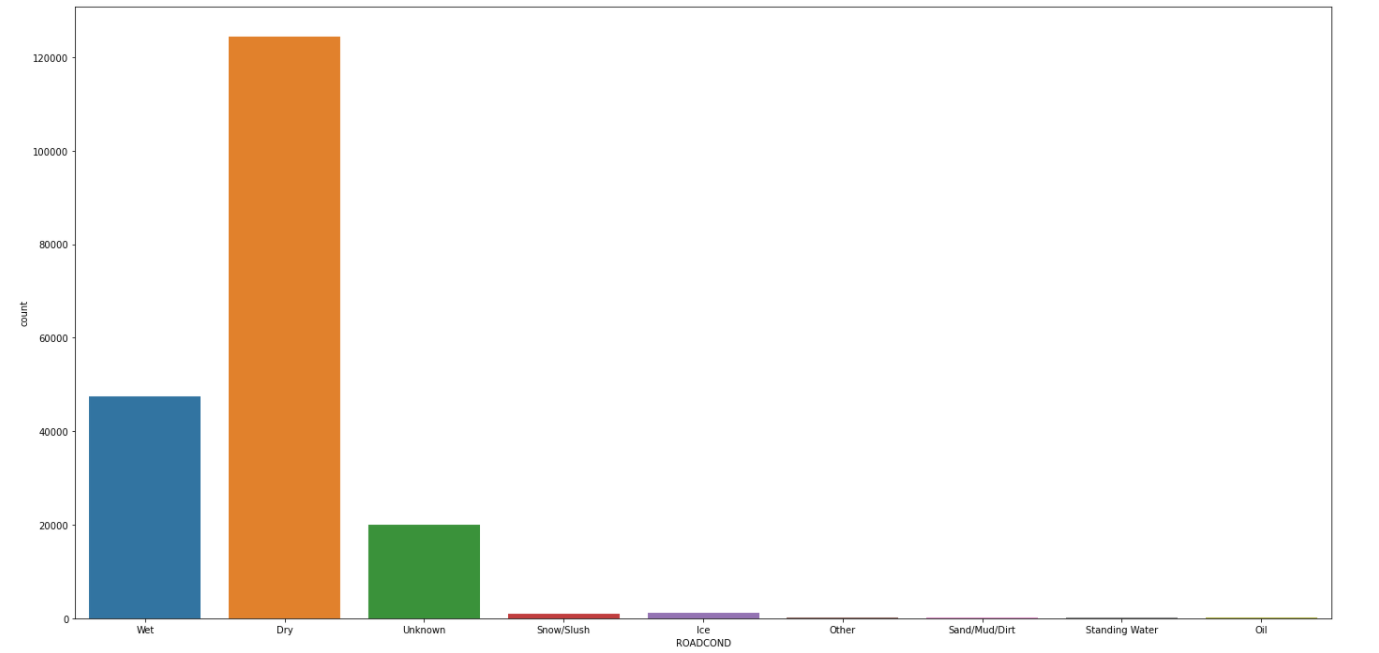 120000
100000
80000
60000
40000
20000
0
count
Wet Dry Unknown Snow/Slush Ice Other Sand/Mud/Dirt Standing Water Oil
ROADCOND